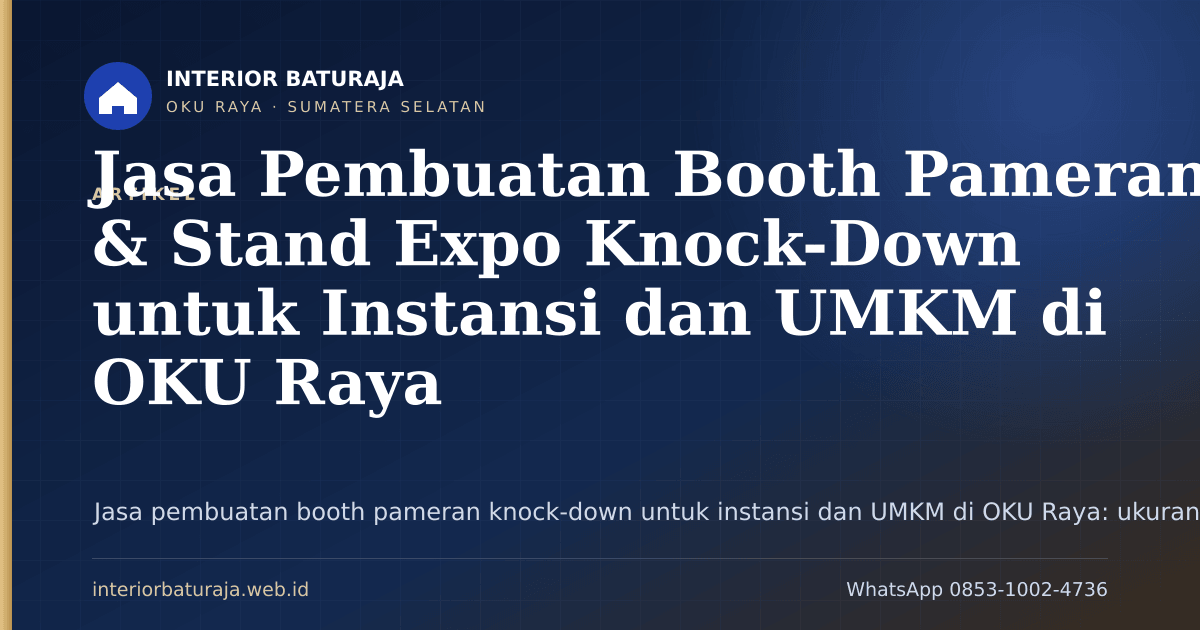 INTERIOR BATURAJA
OKU RAYA · SUMATERA SELATAN
ARTIKEL
Jasa Pembuatan Booth Pameran
& Stand Expo Knock-Down
untuk Instansi dan UMKM di
OKU Raya
Jasa pembuatan booth pameran knock-down untuk instansi dan UMKM di OKU Raya: ukuran
interiorbaturaja.web.id
WhatsApp 0853-1002-4736